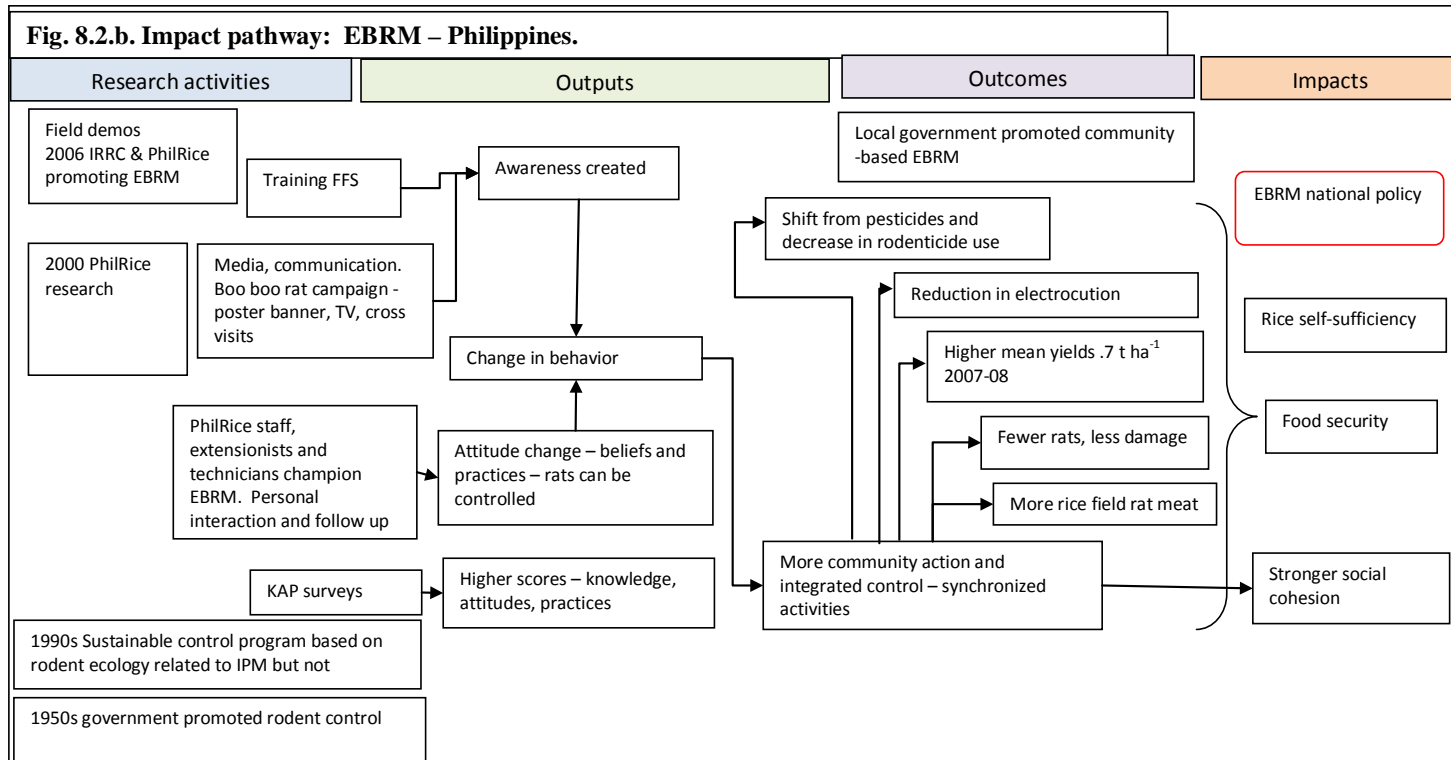 Fig. 8.2.b. Impact pathway: EBRM – Philippines.
Research activities
Outputs
Outcomes
Impacts
Field demos
2006 IRRC & PhilRice
promoting EBRM
Training FFS
Awareness created
Local government promoted community
-based EBRM
EBRM national policy
2000 PhilRice
research
Media, communication.
Boo boo rat campaign -
poster banner, TV, cross
visits
Shift from pesticides and
decrease in rodenticide use
Reduction in electrocution
Rice self-sufficiency
Change in behavior
Higher mean yields .7 t ha⁻¹
2007-08
PhilRice staff,
extensionists and
technicians champion
EBRM. Personal
interaction and follow up
Attitude change – beliefs and
practices – rats can be
controlled
Fewer rats, less damage
Food security
More rice field rat meat
KAP surveys
Higher scores – knowledge,
attitudes, practices
More community action and
integrated control – synchronized
activities
Stronger social
cohesion
1990s Sustainable control program based on
rodent ecology related to IPM but not
1950s government promoted rodent control